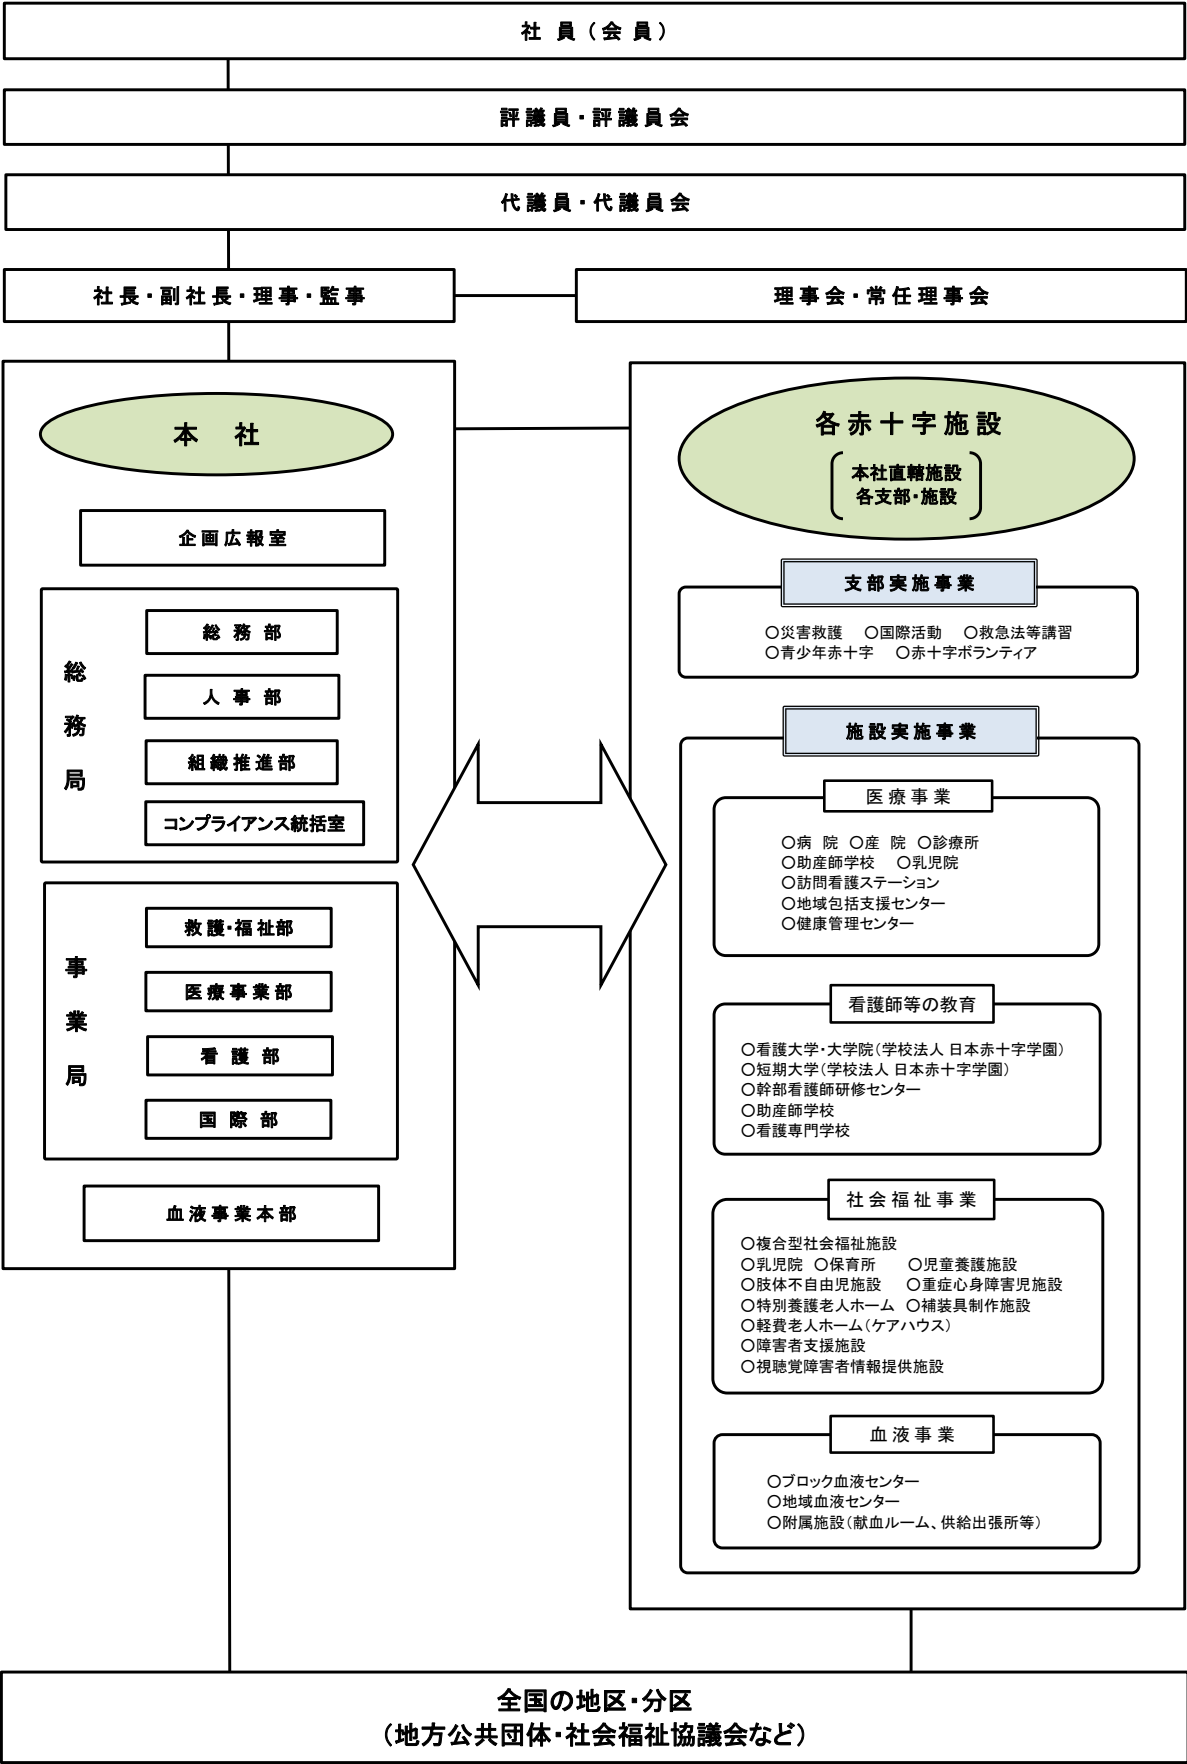 社 員 （ 会 員 ）
評議員・評議員会
代議員・代議員会
社長・副社長・理事・監事
理事会・常任理事会
本 社
企画広報室
総務局
総 務 部
人 事 部
組織推進部
コンプライアンス統括室
事業局
救護・福祉部
医療事業部
看 護 部
国 際 部
血液事業本部
各赤十字施設
本社直轄施設
各支部・施設
支部実施事業
○災害救護 ○国際活動 ○救急法等講習
○青少年赤十字 ○赤十字ボランティア
施設実施事業
医療事業
○病 院 ○産 院 ○診療所
○助産師学校 ○乳児院
○訪問看護ステーション
○地域包括支援センター
○健康管理センター
看護師等の教育
○看護大学・大学院（学校法人 日本赤十字学園）
○短期大学（学校法人 日本赤十字学園）
○幹部看護師研修センター
○助産師学校
○看護専門学校
社会福祉事業
○複合型社会福祉施設
○乳児院 ○保育所 ○児童養護施設
○肢体不自由児施設 ○重症心身障害児施設
○特別養護老人ホーム ○補装具制作施設
○軽費老人ホーム（ケアハウス）
○障害者支援施設
○視聴覚障害者情報提供施設
血液事業
○ブロック血液センター
○地域血液センター
○附属施設（献血ルーム、供給出張所等）
全国の地区・分区
（地方公共団体・社会福祉協議会など）